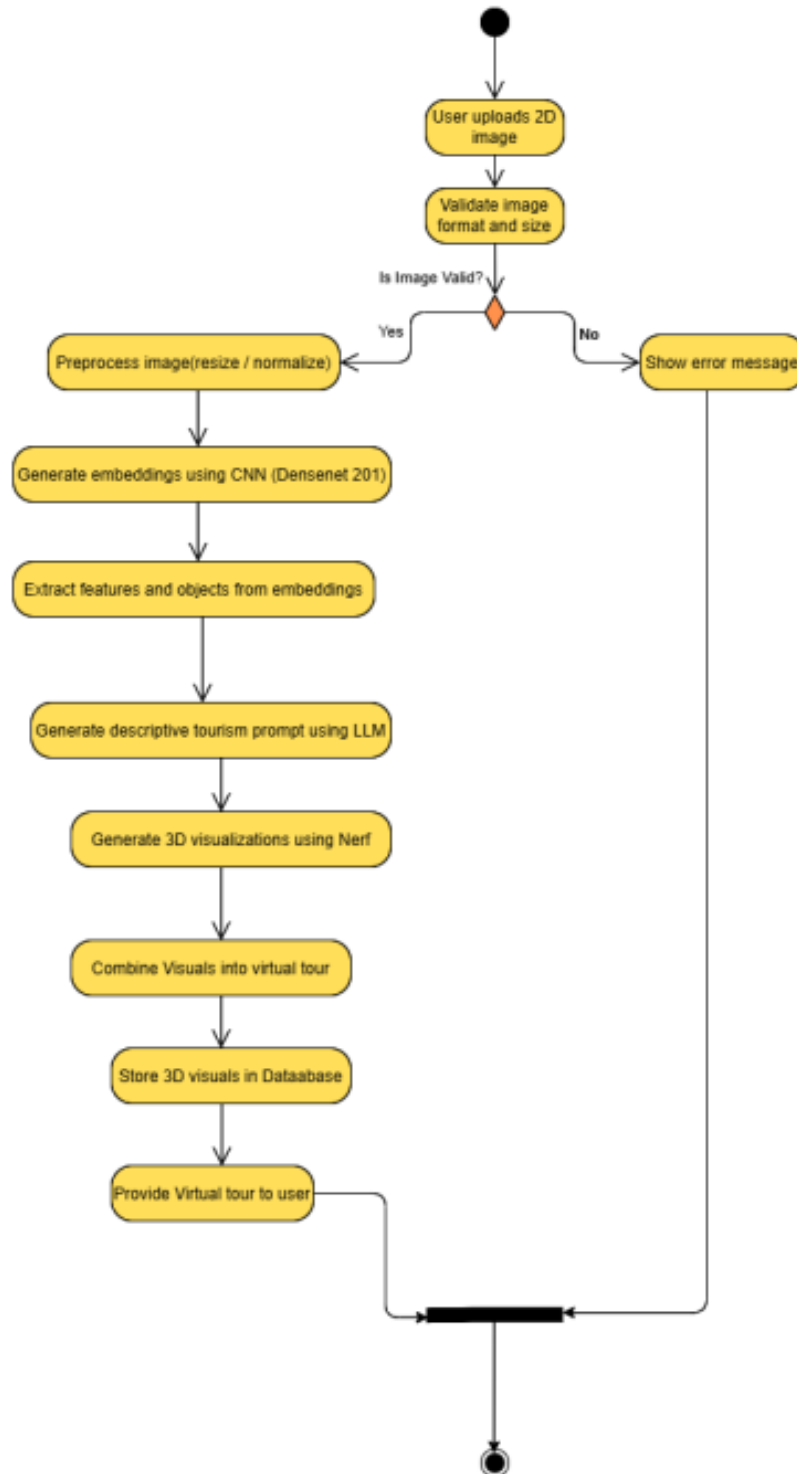 User uploads 2D
image
Validate image
format and size
Is Image Valid?
Yes
No
Preprocess image(resize / normalize)
Show error message
Generate embeddings using CNN (Densenet 201)
Extract features and objects from embeddings
Generate descriptive tourism prompt using LLM
Generate 3D visualizations using Nerf
Combine Visuals into virtual tour
Store 3D visuals in Dataabase
Provide Virtual tour to user